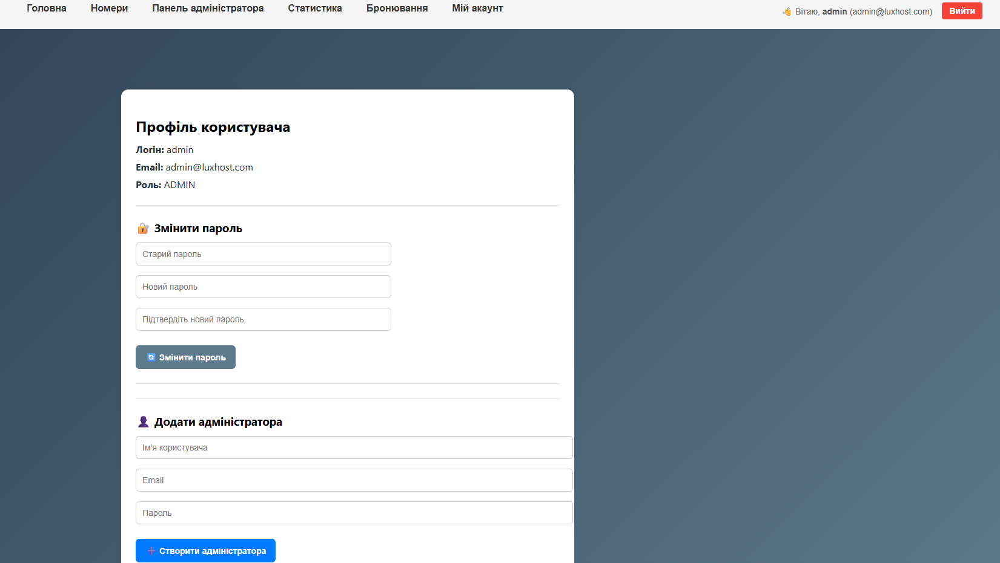 Головна Номери Панель адміністратора Статистика Бронювання Мій акаунт 👋 Вітаю, admin (admin@luxhost.com) Вийти
Профіль користувача
Логін: admin
Email: admin@luxhost.com
Роль: ADMIN
🔐 Змінити пароль
Старий пароль
Новий пароль
Підтвердіть новий пароль
🔄 Змінити пароль
👤 Додати адміністратора
Ім'я користувача
Email
Пароль
➕ Створити адміністратора